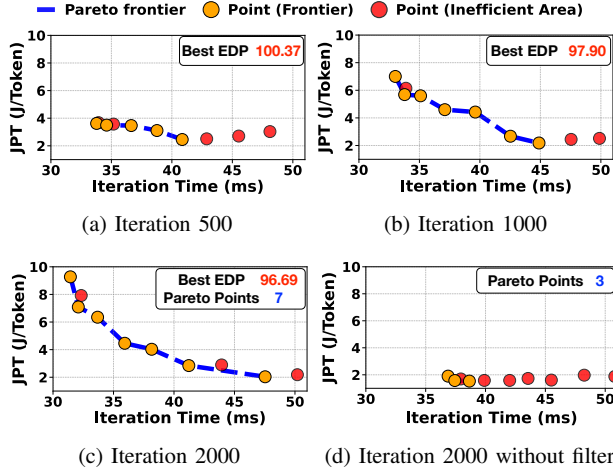 Pareto frontier Point (Frontier) Point (Inefficient Area)
JPT (J/Token)
10
8
6
4
2
Best EDP 100.37
30 35 40 45 50
Iteration Time (ms)
(a) Iteration 500
JPT (J/Token)
10
8
6
4
2
Best EDP 97.90
30 35 40 45 50
Iteration Time (ms)
(b) Iteration 1000
JPT (J/Token)
10
8
6
4
2
Best EDP 96.69
Pareto Points 7
30 35 40 45 50
Iteration Time (ms)
(c) Iteration 2000
JPT (J/Token)
10
8
6
4
2
Pareto Points 3
30 35 40 45 50
Iteration Time (ms)
(d) Iteration 2000 without filter